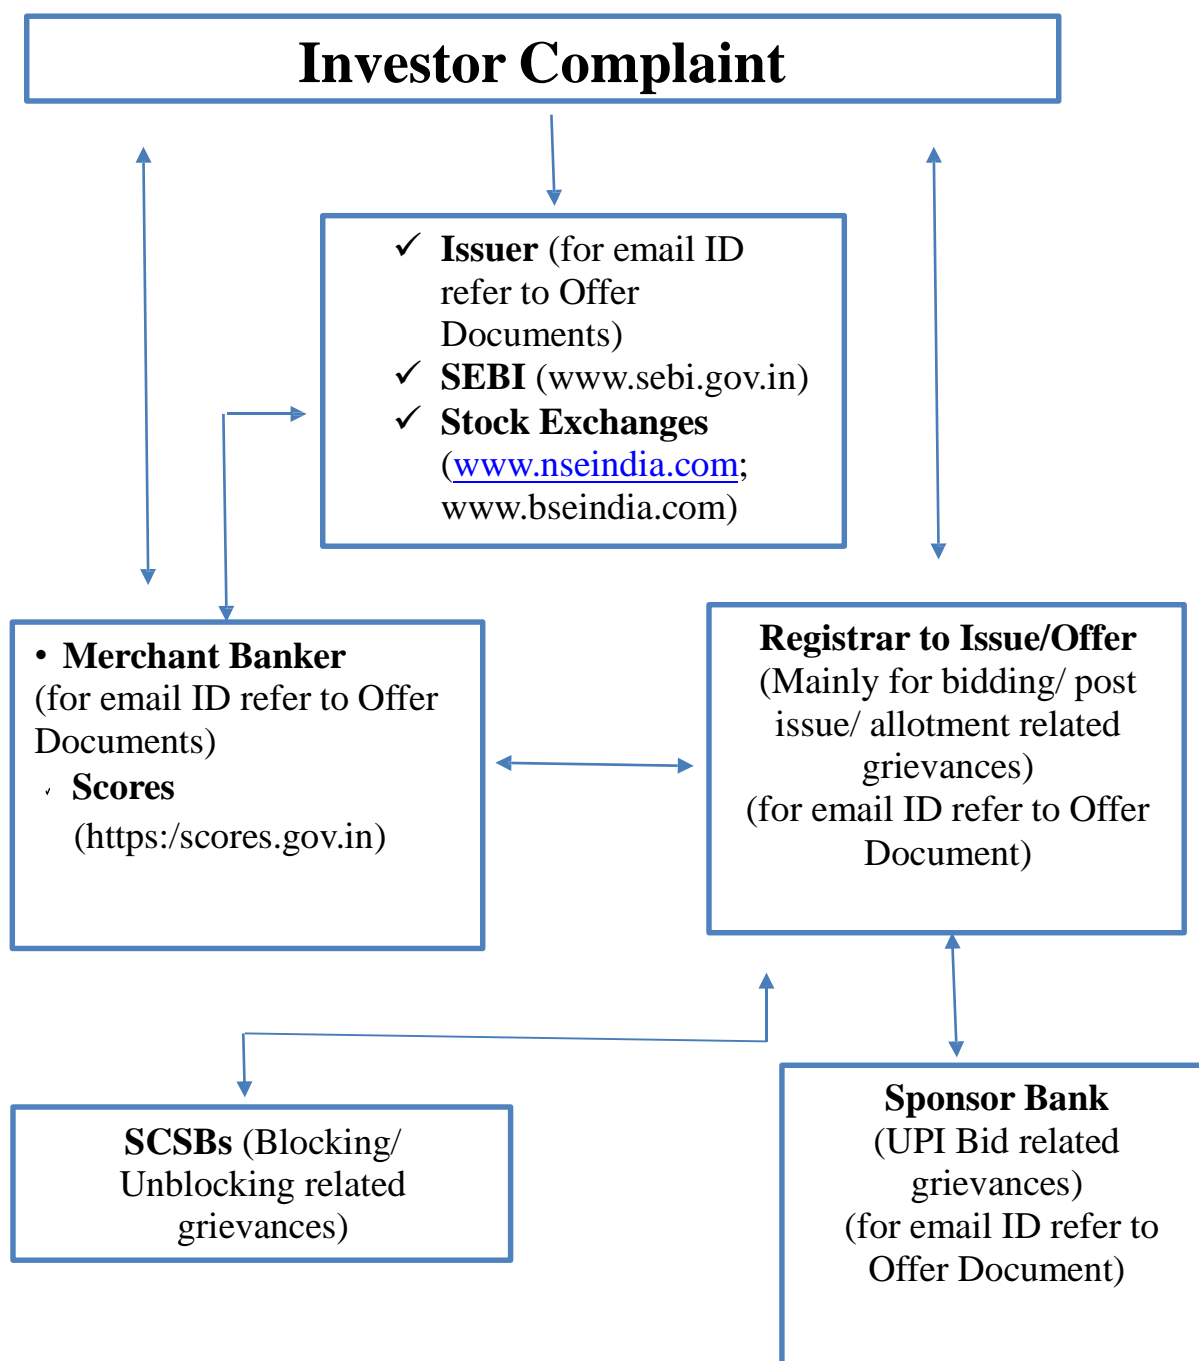 Investor Complaint
✓ Issuer (for email ID
refer to Offer
Documents)
✓ SEBI (www.sebi.gov.in)
✓ Stock Exchanges
(www.nseindia.com;
www.bseindia.com)
• Merchant Banker
(for email ID refer to Offer
Documents)
✓ Scores
(https:/scores.gov.in)
Registrar to Issue/Offer
(Mainly for bidding/ post
issue/ allotment related
grievances)
(for email ID refer to Offer
Document)
SCSBs (Blocking/
Unblocking related
grievances)
Sponsor Bank
(UPI Bid related
grievances)
(for email ID refer to
Offer Document)